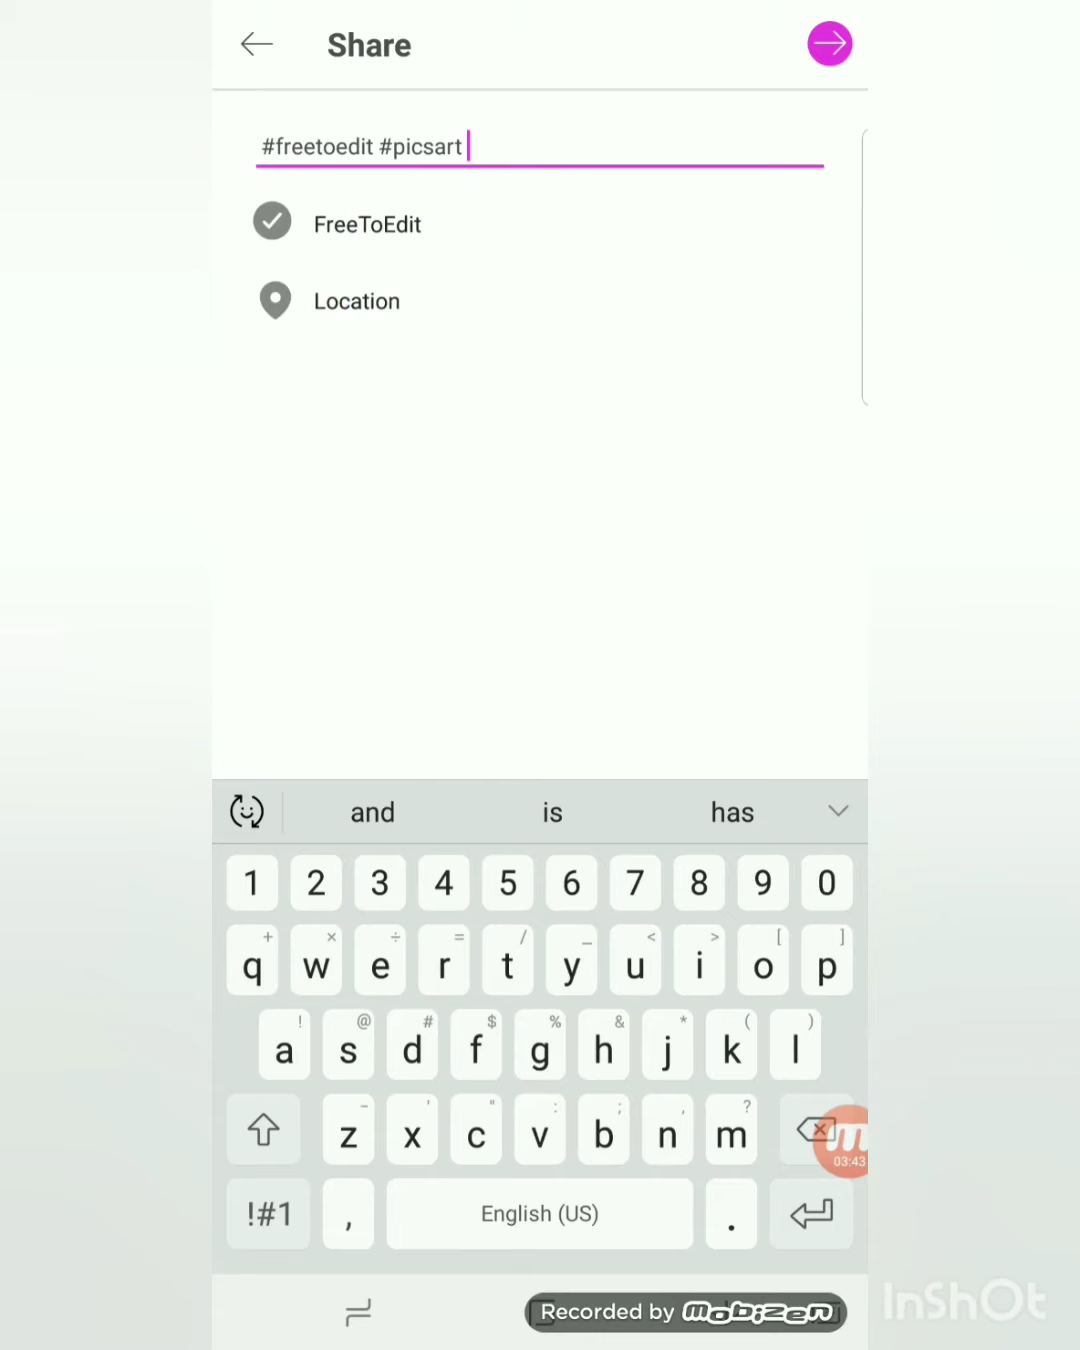 Share
#freetoedit #picsart
FreeToEdit
Location
and is has
1 2 3 4 5 6 7 8 9 0
+ × ÷ = / _ < > [ ]
q w e r t y u i o p
! @ # $ % & * ( )
a s d f g h j k l
- ' " : ; , ?
z x c v b n m
03:43
!#1 , English (US) .
Recorded by mobizen
InShOt